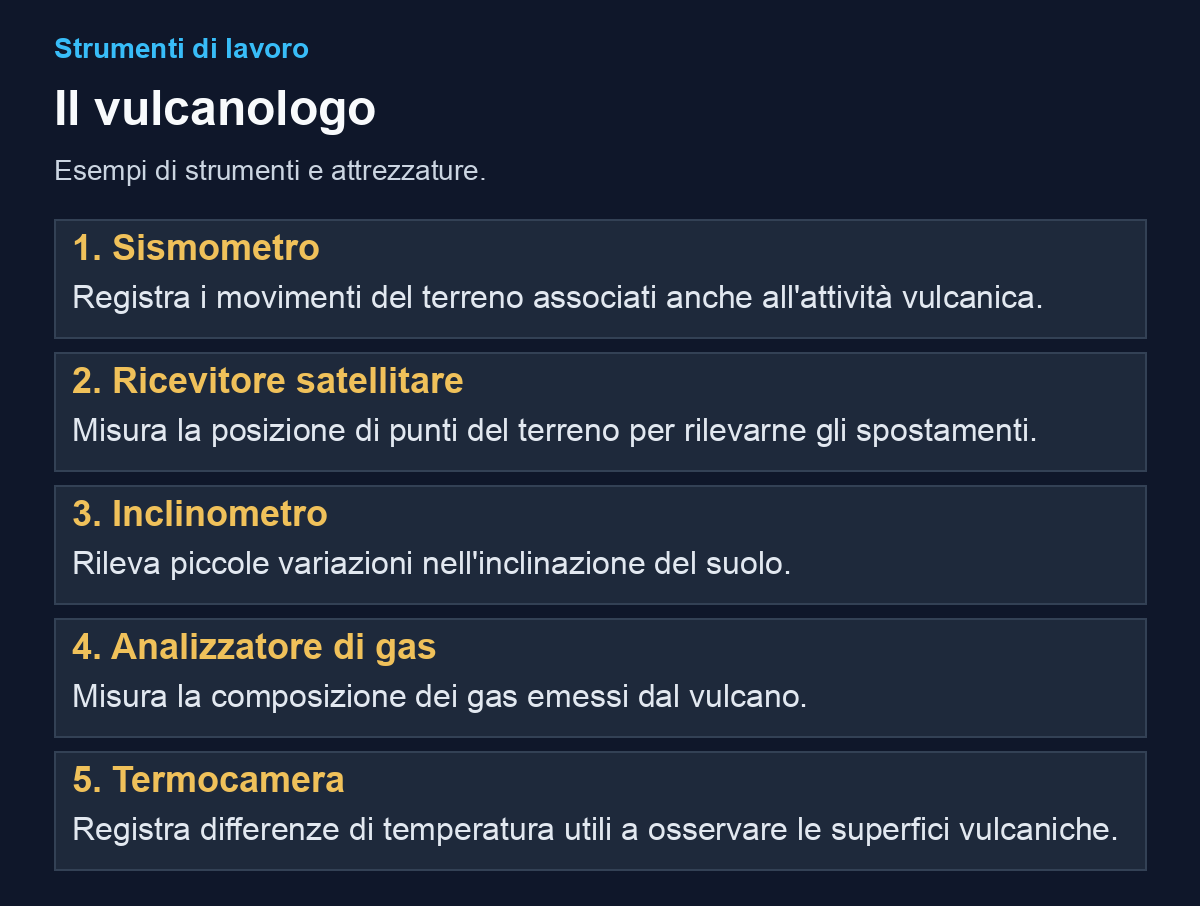 Strumenti di lavoro
Il vulcanologo
Esempi di strumenti e attrezzature.
1. Sismometro
Registra i movimenti del terreno associati anche all'attività vulcanica.
2. Ricevitore satellitare
Misura la posizione di punti del terreno per rilevarne gli spostamenti.
3. Inclinometro
Rileva piccole variazioni nell'inclinazione del suolo.
4. Analizzatore di gas
Misura la composizione dei gas emessi dal vulcano.
5. Termocamera
Registra differenze di temperatura utili a osservare le superfici vulcaniche.